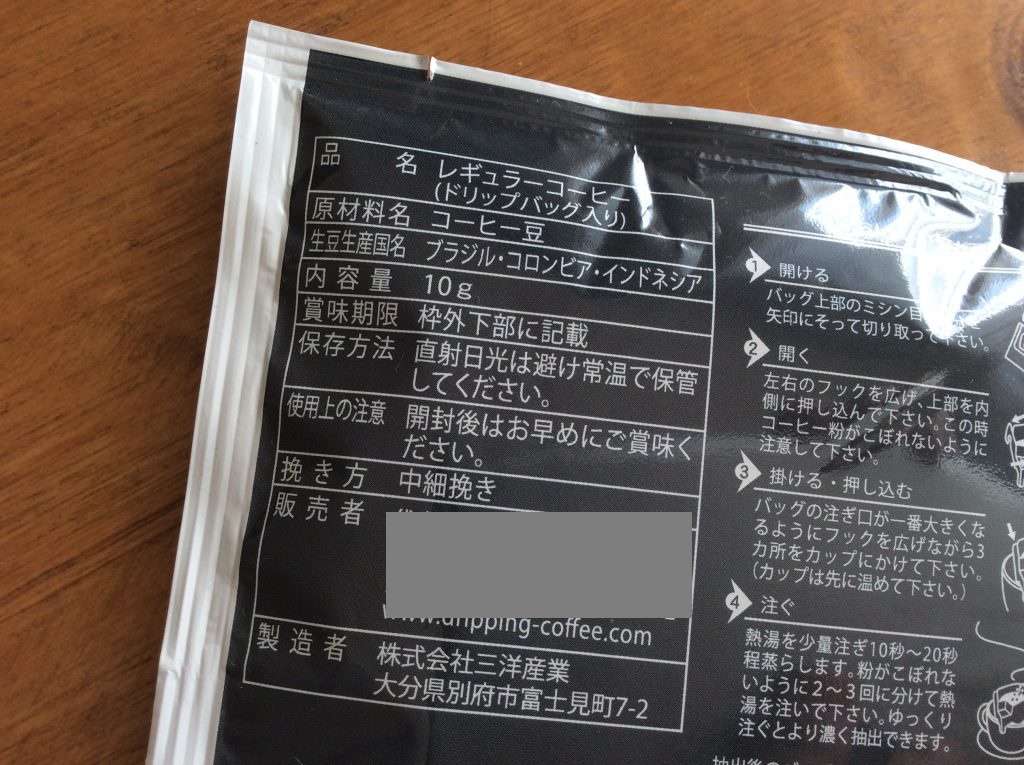 品名 レギュラーコーヒー
(ドリップバッグ入り)
原材料名 コーヒー豆
生豆生産国名 ブラジル・コロンビア・インドネシア
内容量 10g
賞味期限 枠外下部に記載
保存方法 直射日光は避け常温で保管
してください。
使用上の注意 開封後はお早めにご賞味く
ださい。
挽き方 中細挽き
販売者
www.dripping-coffee.com
製造者 株式会社三洋産業
大分県別府市富士見町7-2
1 開ける
バッグ上部のミシン目
矢印にそって切り取って下さい。
2 開く
左右のフックを広げ、上部を内
側に押し込んで下さい。この時
コーヒー粉がこぼれないように
注意して下さい。
3 掛ける・押し込む
バッグの注ぎ口が一番大きくな
るようにフックを広げながら3
カ所をカップにかけて下さい。
(カップは先に温めて下さい。)
4 注ぐ
熱湯を少量注ぎ10秒～20秒
程蒸らします。粉がこぼれな
いように2～3回に分けて熱
湯を注いで下さい。ゆっくり
注ぐとより濃く抽出できます。